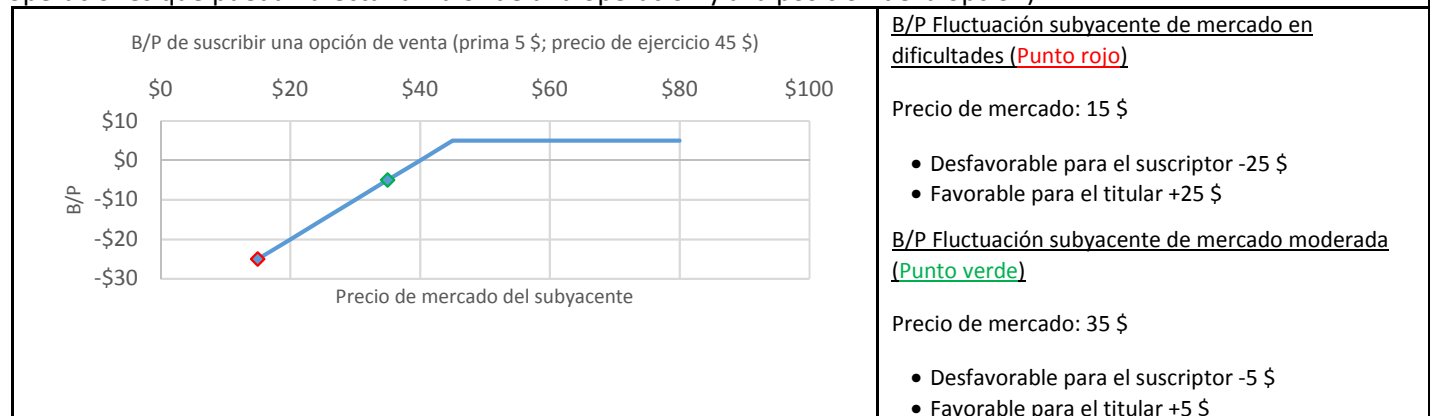 B/P de suscribir una opción de venta (prima 5 $; precio de ejercicio 45 $)
$0 $20 $40 $60 $80 $100
$10
$0
-$10
-$20
-$30
B/P
Precio de mercado del subyacente
B/P Fluctuación subyacente de mercado en
dificultades (Punto rojo)
Precio de mercado: 15 $
• Desfavorable para el suscriptor -25 $
• Favorable para el titular +25 $
B/P Fluctuación subyacente de mercado moderada
(Punto verde)
Precio de mercado: 35 $
• Desfavorable para el suscriptor -5 $
• Favorable para el titular +5 $